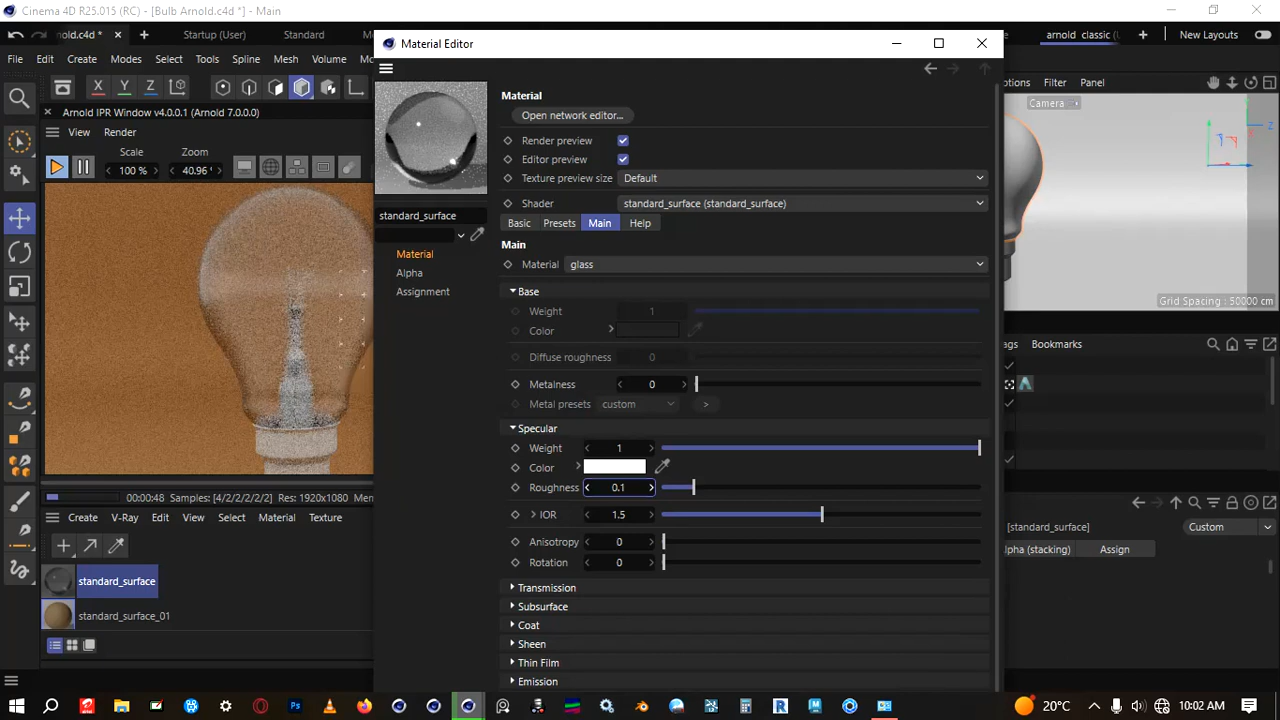 Cinema 4D R25.015 (RC) - [Bulb Arnold.c4d *] - Main
nold.c4d *
Startup (User)
Standard
arnold_classic (
New Layouts
File Edit Create Modes Select Tools Spline Mesh Volume
Material Editor
Options Filter Panel
X Y Z
Arnold IPR Window v4.0.0.1 (Arnold 7.0.0.0)
View Render
Scale Zoom
100 % 40.96 %
Camera
Grid Spacing : 50000 cm
Material
Open network editor...
Render preview
Editor preview
Texture preview size Default
Shader standard_surface (standard_surface)
Basic Presets Main Help
standard_surface
Material
Alpha
Assignment
Main
Material glass
Base
Weight 1
Color
Diffuse roughness 0
Metalness 0
Metal presets custom >
Specular
Weight 1
Color
Roughness 0.1
IOR 1.5
Anisotropy 0
Rotation 0
Transmission
Subsurface
Coat
Sheen
Thin Film
Emission
ags Bookmarks
[standard_surface]
Custom
lpha (stacking) Assign
00:00:48 Samples: [4/2/2/2/2/2] Res: 1920x1080
Create V-Ray Edit View Select Material Texture
standard_surface
standard_surface_01
20°C
10:02 AM